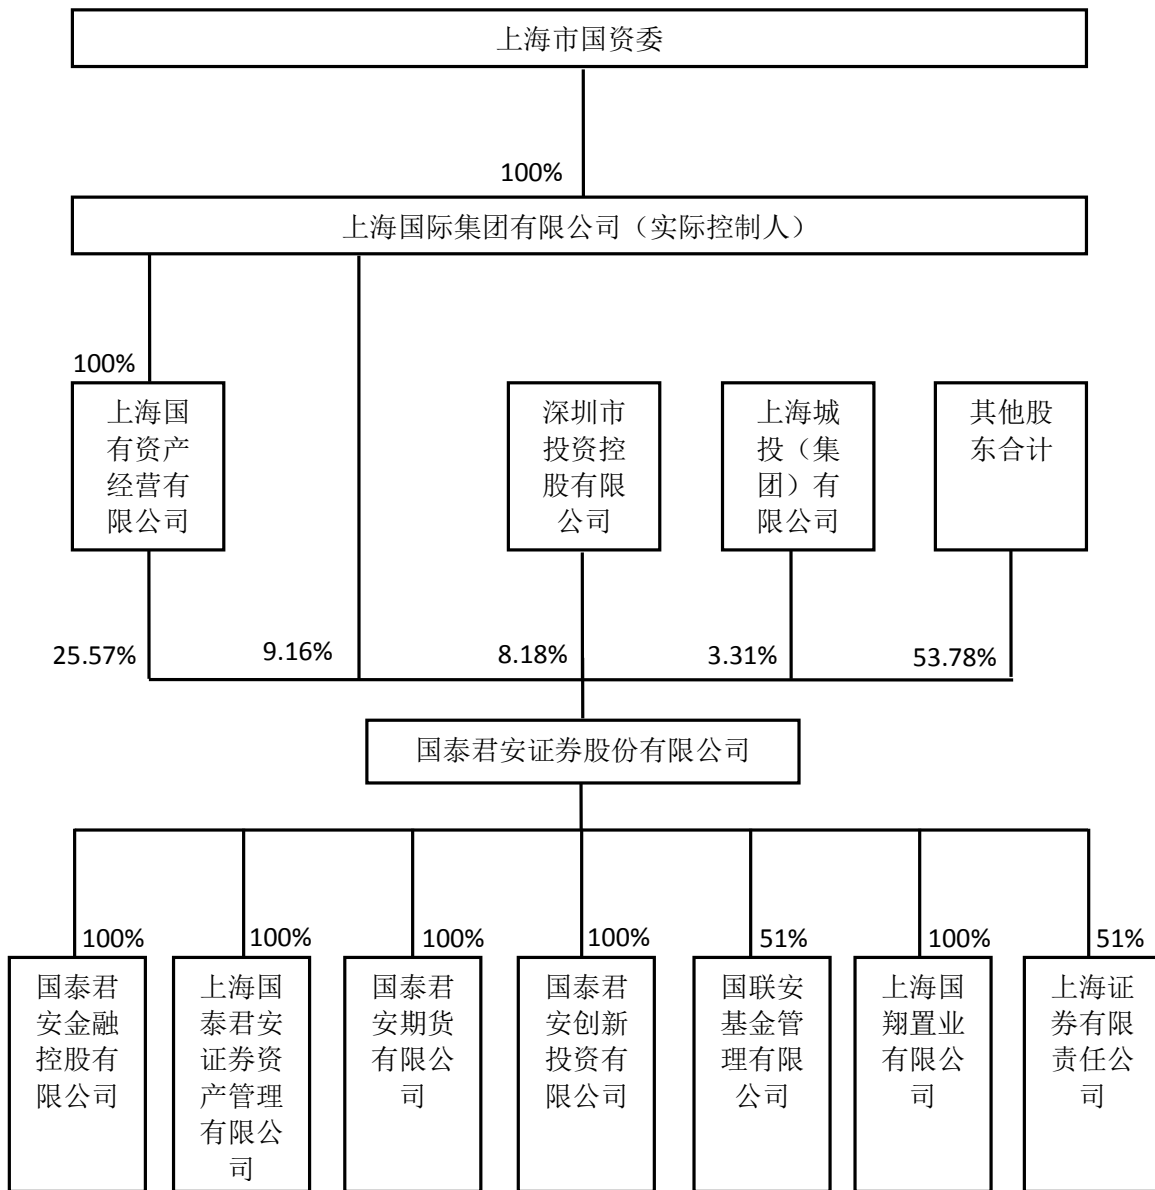 上海市国资委
100%
上海国际集团有限公司（实际控制人）
100%
上海国
有资产
经营有
限公司
深圳市
投资控
股有限
公司
上海城
投（集
团）有
限公司
其他股
东合计
25.57%
9.16%
8.18%
3.31%
53.78%
国泰君安证券股份有限公司
100%
100%
100%
100%
51%
100%
51%
国泰君
安金融
控股有
限公司
上海国
泰君安
证券资
产管理
有限公
司
国泰君
安期货
有限公
司
国泰君
安创新
投资有
限公司
国联安
基金管
理有限
公司
上海国
翔置业
有限公
司
上海证
券有限
责任公
司